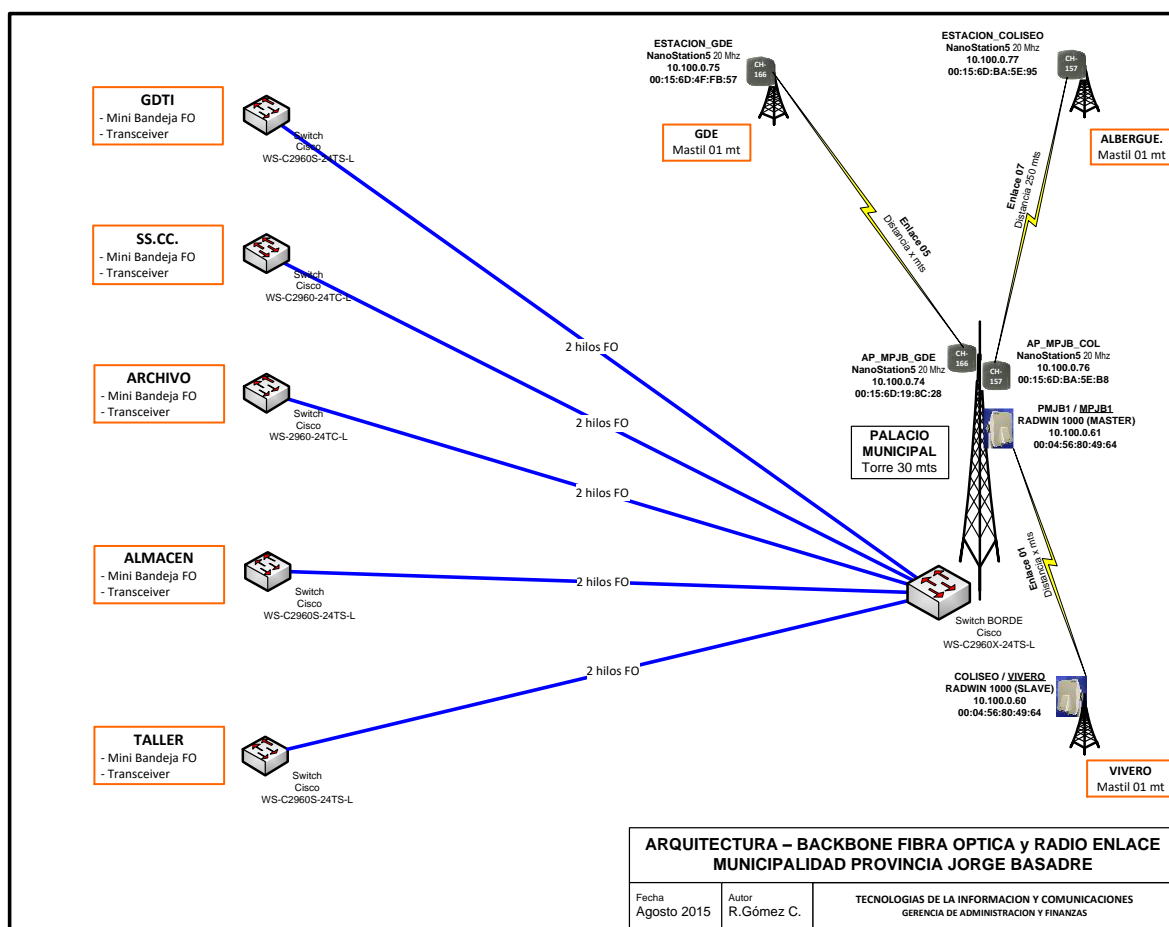 GDTI
- Mini Bandeja FO
- Transceiver
Switch
Cisco
WS-C2960S-24TS-L
SS.CC.
- Mini Bandeja FO
- Transceiver
Switch
Cisco
WS-C2960-24TC-L
ARCHIVO
- Mini Bandeja FO
- Transceiver
Switch
Cisco
WS-2960-24TC-L
ALMACEN
- Mini Bandeja FO
- Transceiver
Switch
Cisco
WS-C2960S-24TS-L
TALLER
- Mini Bandeja FO
- Transceiver
Switch
Cisco
WS-C2960S-24TS-L
2 hilos FO
2 hilos FO
2 hilos FO
2 hilos FO
2 hilos FO
ESTACION_GDE
NanoStation5 20 Mhz
10.100.0.75
00:15:6D:4F:FB:57
CH-
166
GDE
Mastil 01 mt
ESTACION_COLISEO
NanoStation5 20 Mhz
10.100.0.77
00:15:6D:BA:5E:95
CH-
157
ALBERGUE.
Mastil 01 mt
Enlace 05
Distancia x mts
Enlace 07
Distancia 250 mts
AP_MPJB_GDE
NanoStation5 20 Mhz
10.100.0.74
00:15:6D:19:8C:28
CH-
166
CH-
157
AP_MPJB_COL
NanoStation5 20 Mhz
10.100.0.76
00:15:6D:BA:5E:B8
PMJB1 / MPJB1
RADWIN 1000 (MASTER)
10.100.0.61
00:04:56:80:49:64
PALACIO
MUNICIPAL
Torre 30 mts
Enlace 01
Distancia x mts
Switch BORDE
Cisco
WS-C2960X-24TS-L
COLISEO / VIVERO
RADWIN 1000 (SLAVE)
10.100.0.60
00:04:56:80:49:64
VIVERO
Mastil 01 mt
ARQUITECTURA – BACKBONE FIBRA OPTICA y RADIO ENLACE
MUNICIPALIDAD PROVINCIA JORGE BASADRE
Fecha
Agosto 2015
Autor
R.Gómez C.
TECNOLOGIAS DE LA INFORMACION Y COMUNICACIONES
GERENCIA DE ADMINISTRACION Y FINANZAS